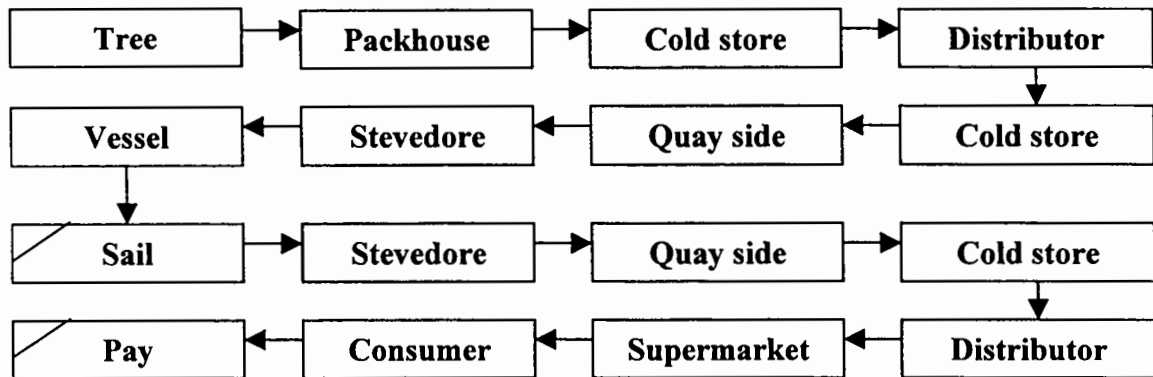 Tree Packhouse Cold store Distributor
Vessel Stevedore Quay side Cold store
Sail Stevedore Quay side Cold store
Pay Consumer Supermarket Distributor